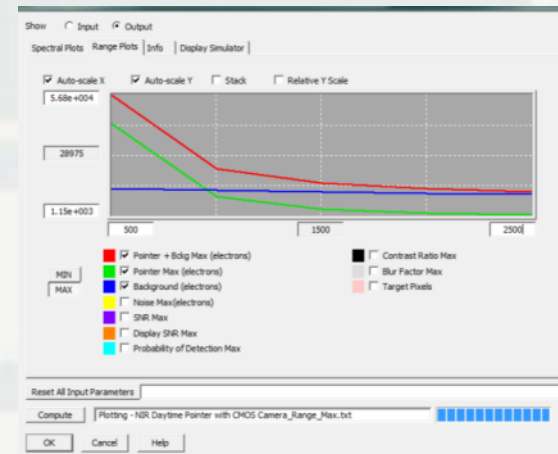 Show Input Output
Spectral Plots Range Plots Info Display Simulator
Auto-scale X Auto-scale Y Stack Relative Y Scale
5.68e+004
28975
1.15e+003
500 1500 2500
Pointer + Bckg Max (electrons) Contrast Ratio Max
Pointer Max (electrons) Blur Factor Max
Background (electrons) Target Pixels
MIN Noise Max(electrons)
MAX SNR Max
Display SNR Max
Probability of Detection Max
Reset All Input Parameters
Compute Plotting - NIR Daytime Pointer with CMOS Camera_Range_Max.txt
OK Cancel Help